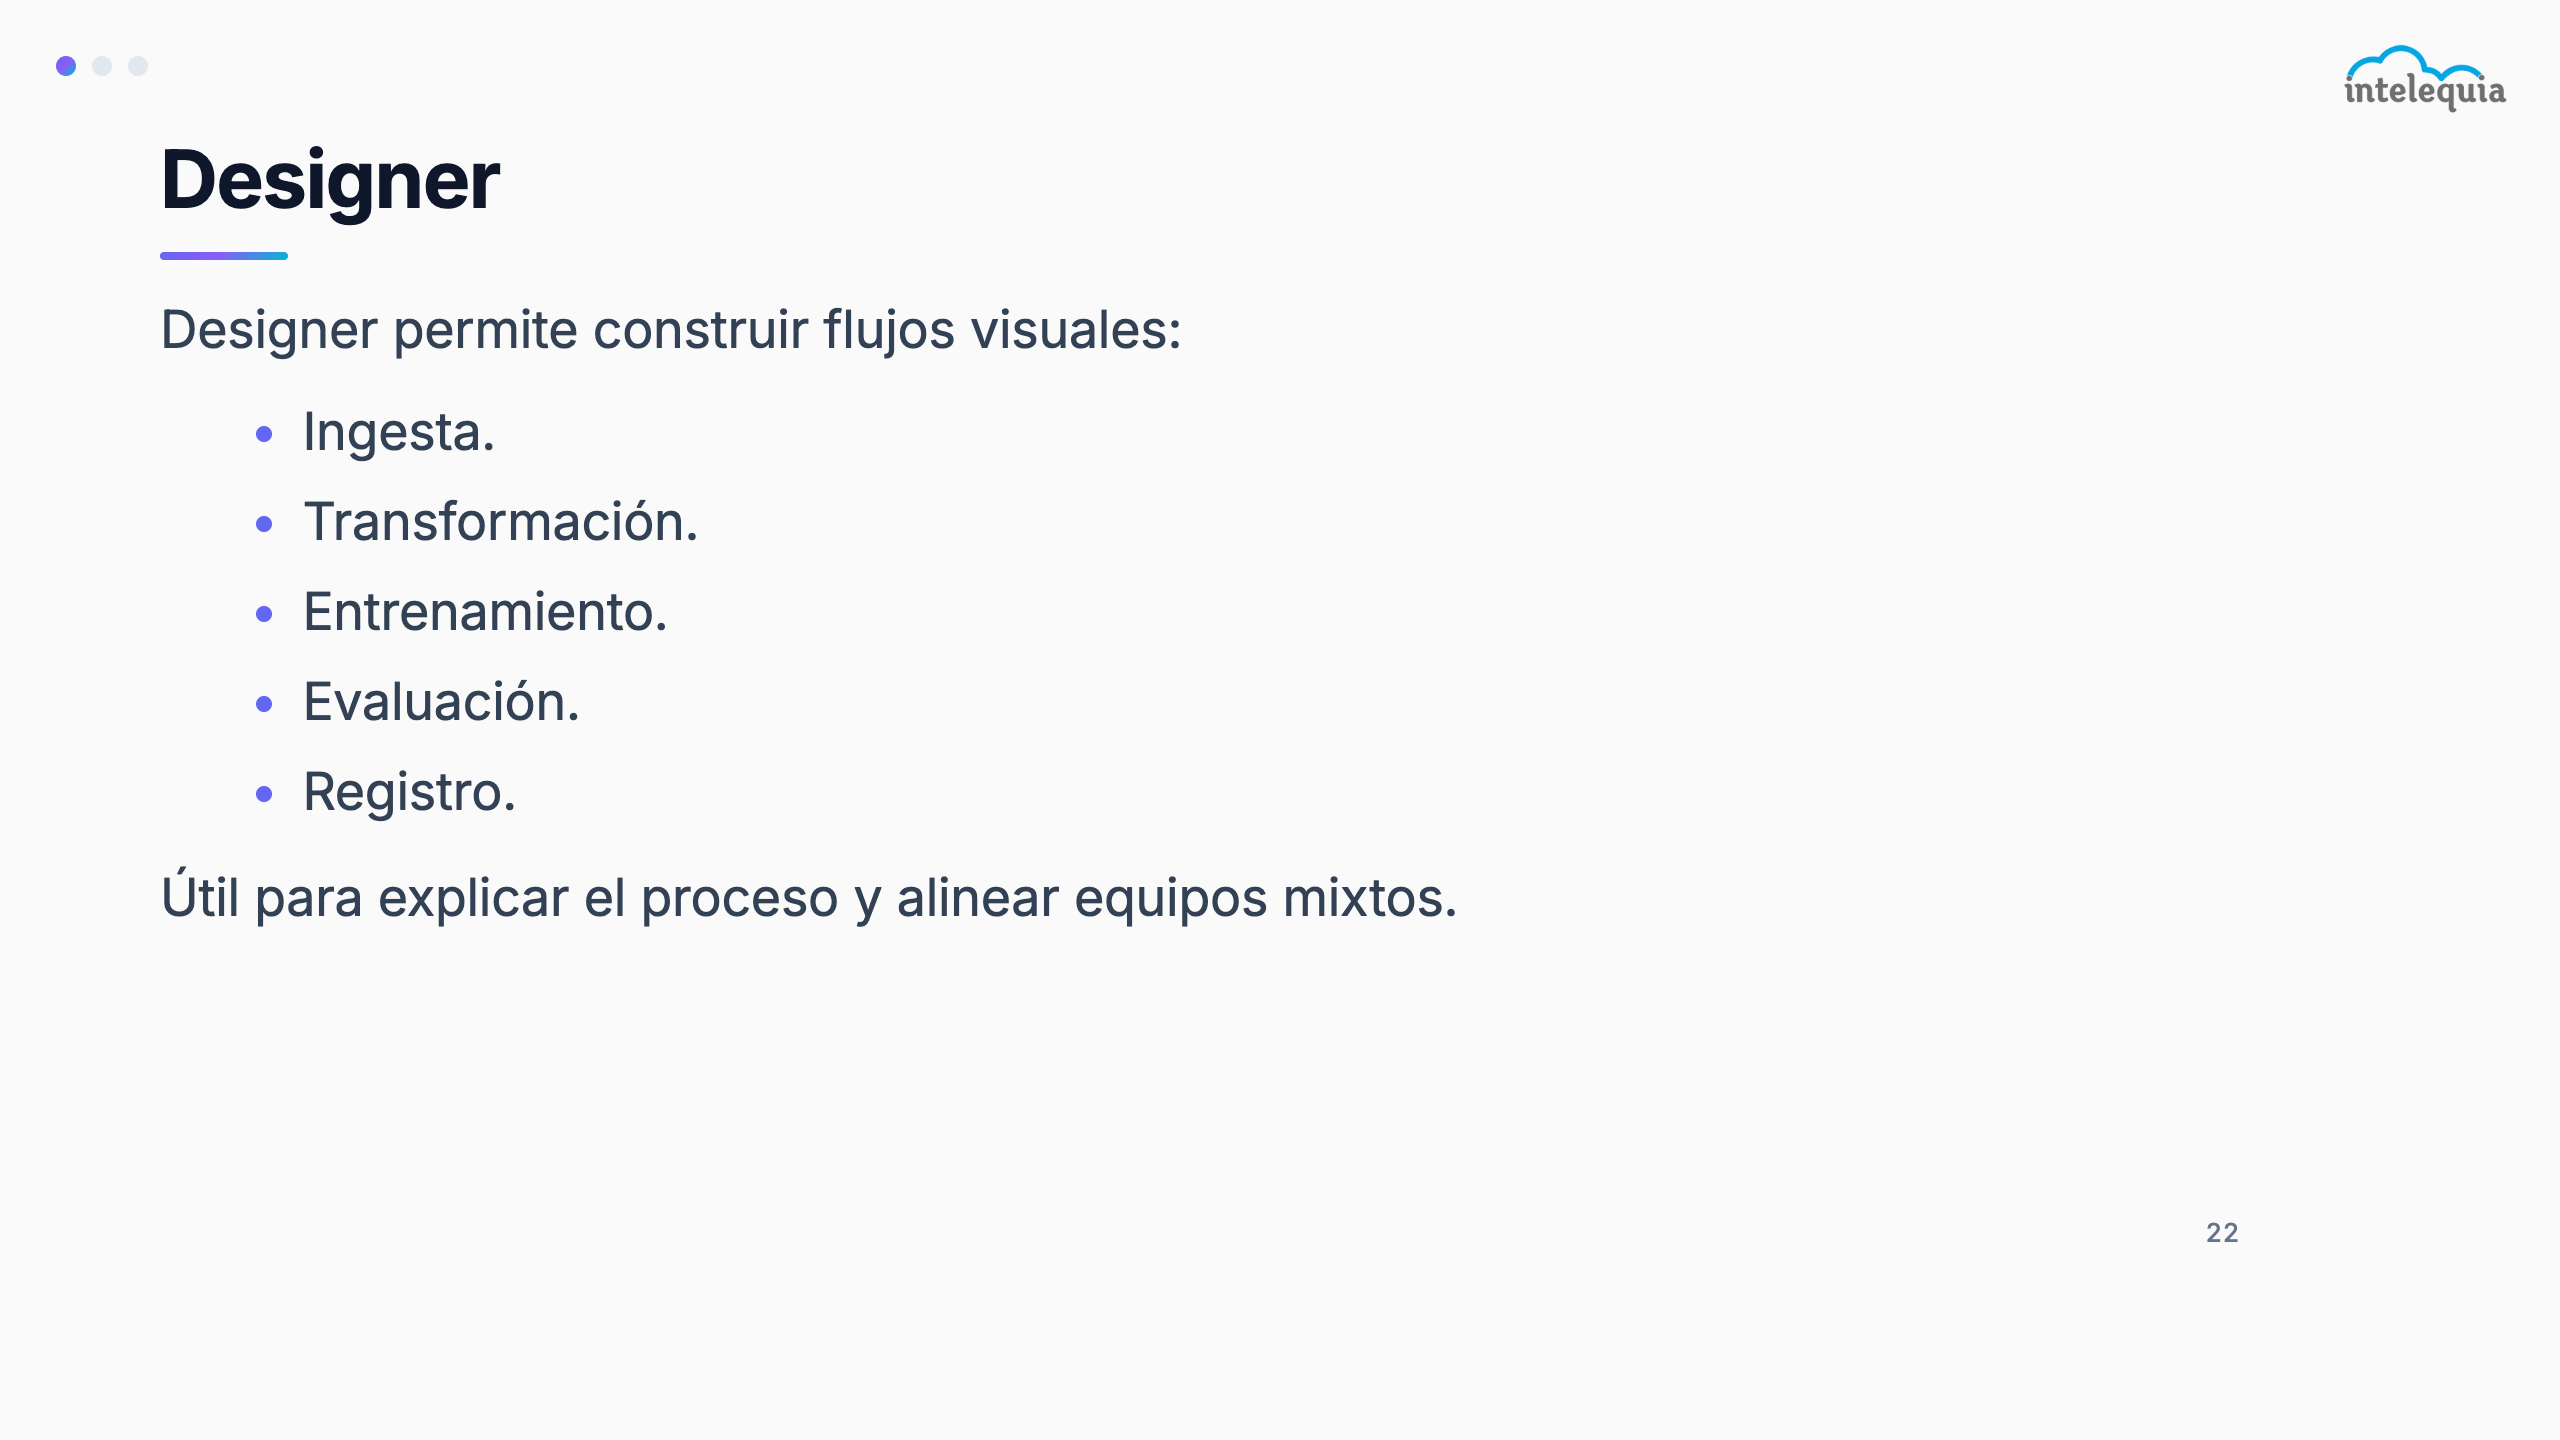 intelequia
Designer
Designer permite construir flujos visuales:
Ingesta.
Transformación.
Entrenamiento.
Evaluación.
Registro.
Útil para explicar el proceso y alinear equipos mixtos.
22